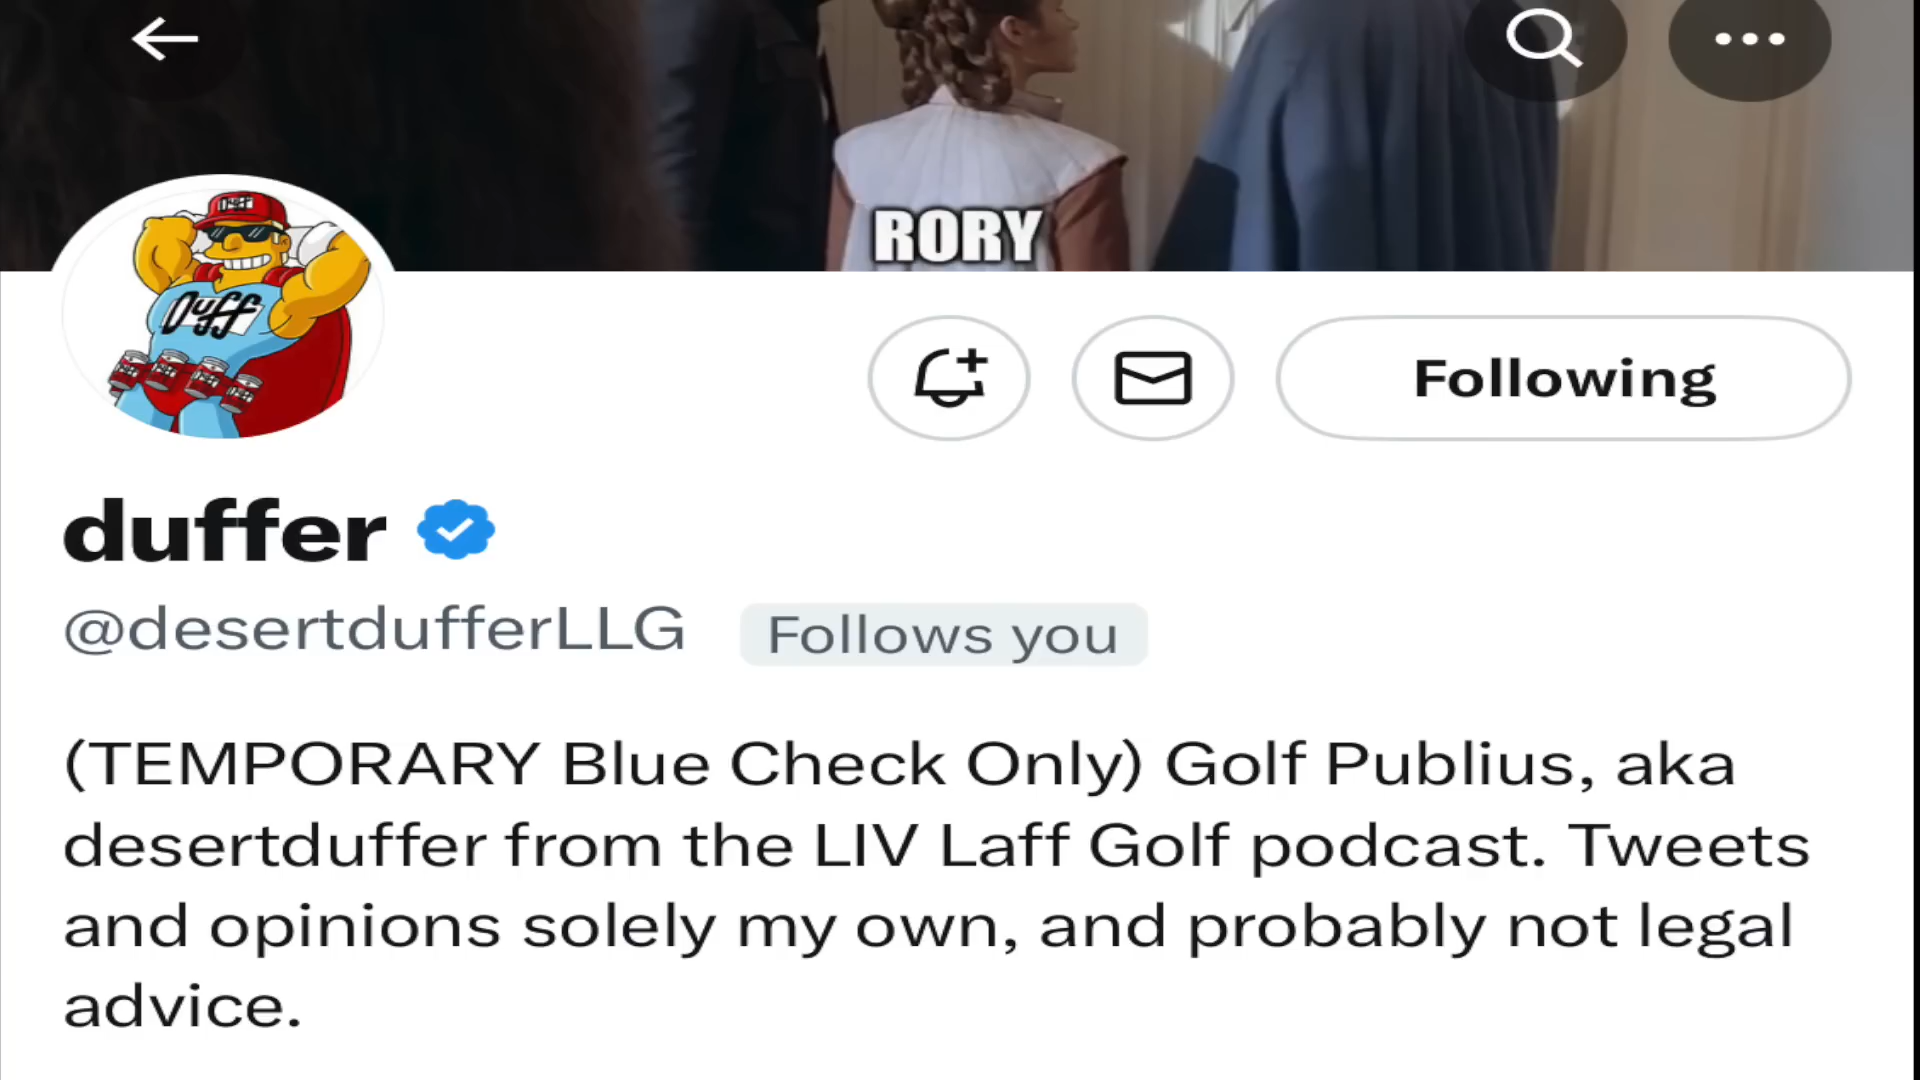 RORY
Duff
Following
duffer
@desertdufferLLG Follows you
(TEMPORARY Blue Check Only) Golf Publius, aka
desertduffer from the LIV Laff Golf podcast. Tweets
and opinions solely my own, and probably not legal
advice.